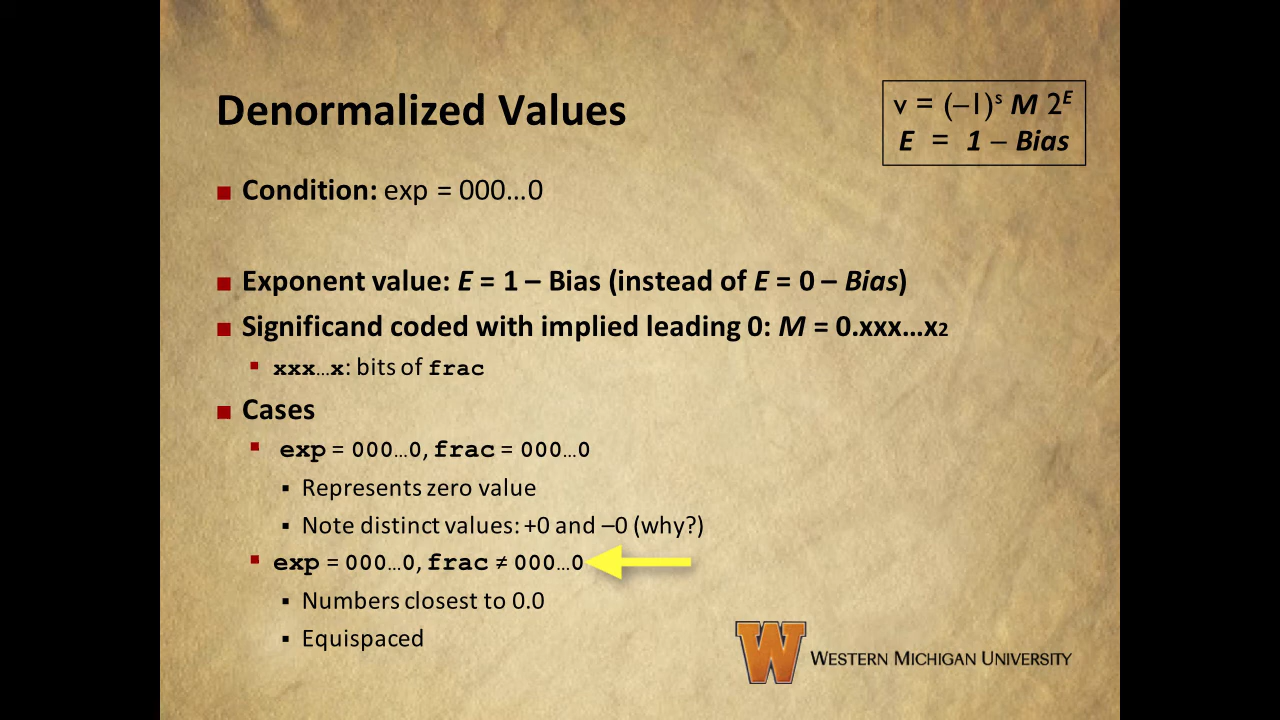 Denormalized Values
v = (–1)ˢ M 2ᴱ
E = 1 – Bias
■ Condition: exp = 000…0
■ Exponent value: E = 1 – Bias (instead of E = 0 – Bias)
■ Significand coded with implied leading 0: M = 0.xxx…x2
▪ xxx…x: bits of frac
■ Cases
▪ exp = 000…0, frac = 000…0
▪ Represents zero value
▪ Note distinct values: +0 and –0 (why?)
▪ exp = 000…0, frac ≠ 000…0
▪ Numbers closest to 0.0
▪ Equispaced
W WESTERN MICHIGAN UNIVERSITY